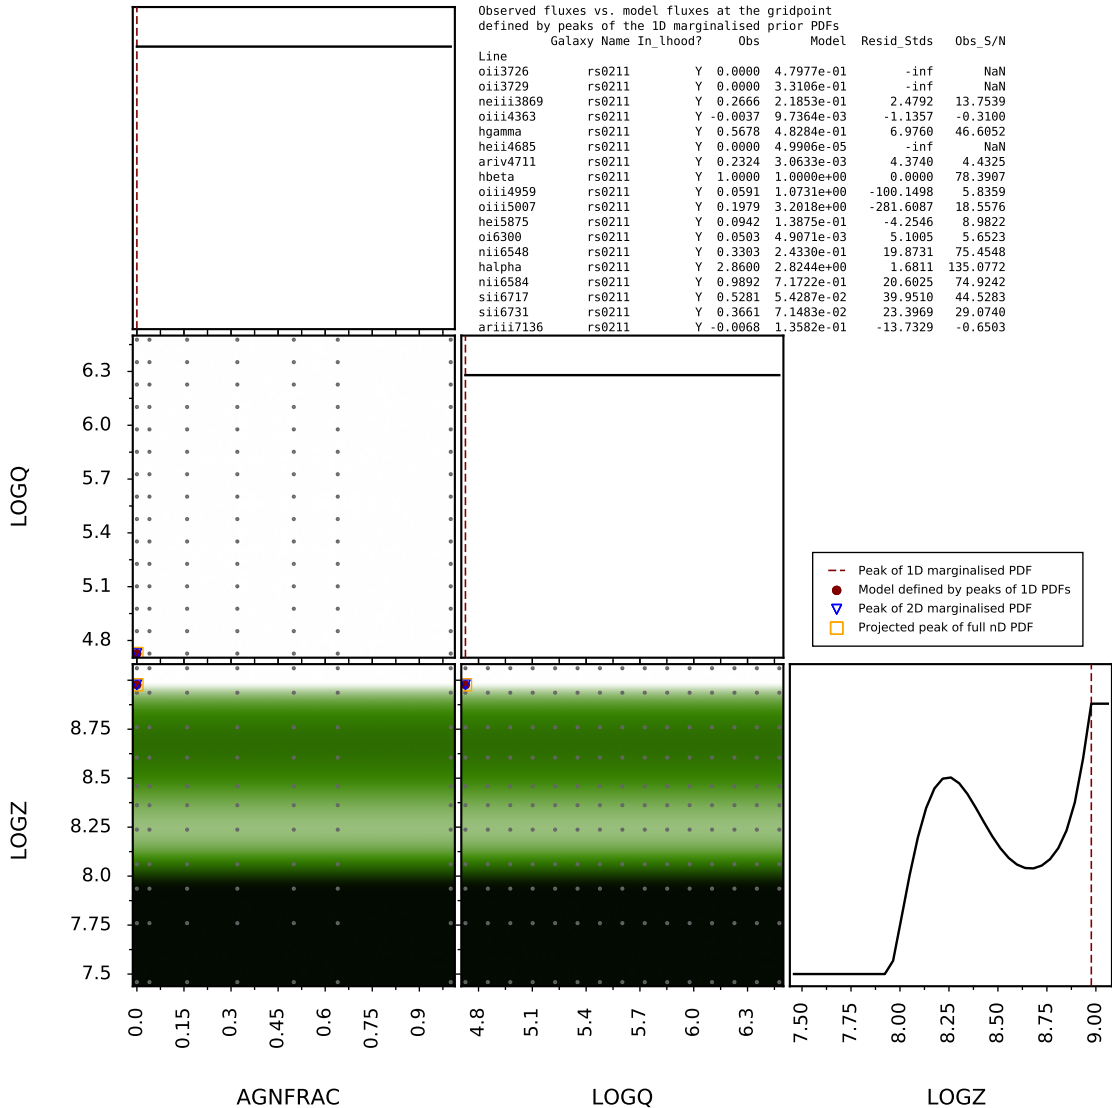 Observed fluxes vs. model fluxes at the gridpoint
defined by peaks of the 1D marginalised prior PDFs
Galaxy Name In_lhood? Obs Model Resid_Stds Obs_S/N
Line
oii3726 rs0211 Y 0.0000 4.7977e-01 -inf NaN
oii3729 rs0211 Y 0.0000 3.3106e-01 -inf NaN
neiii3869 rs0211 Y 0.2666 2.1853e-01 2.4792 13.7539
oiii4363 rs0211 Y -0.0037 9.7364e-03 -1.1357 -0.3100
hgamma rs0211 Y 0.5678 4.8284e-01 6.9760 46.6052
heii4685 rs0211 Y 0.0000 4.9906e-05 -inf NaN
ariv4711 rs0211 Y 0.2324 3.0633e-03 4.3740 4.4325
hbeta rs0211 Y 1.0000 1.0000e+00 0.0000 78.3907
oiii4959 rs0211 Y 0.0591 1.0731e+00 -100.1498 5.8359
oiii5007 rs0211 Y 0.1979 3.2018e+00 -281.6087 18.5576
hei5875 rs0211 Y 0.0942 1.3875e-01 -4.2546 8.9822
oi6300 rs0211 Y 0.0503 4.9071e-03 5.1005 5.6523
nii6548 rs0211 Y 0.3303 2.4330e-01 19.8731 75.4548
halpha rs0211 Y 2.8600 2.8244e+00 1.6811 135.0772
nii6584 rs0211 Y 0.9892 7.1722e-01 20.6025 74.9242
sii6717 rs0211 Y 0.5281 5.4287e-02 39.9510 44.5283
sii6731 rs0211 Y 0.3661 7.1483e-02 23.3969 29.0740
ariii7136 rs0211 Y -0.0068 1.3582e-01 -13.7329 -0.6503
6.3
6.0
5.7
5.4
5.1
4.8
LOGQ
Peak of 1D marginalised PDF
Model defined by peaks of 1D PDFs
Peak of 2D marginalised PDF
Projected peak of full nD PDF
8.75
8.5
8.25
8.0
7.75
7.5
LOGZ
0.0 0.15 0.3 0.45 0.6 0.75 0.9
4.8 5.1 5.4 5.7 6.0 6.3
7.50 7.75 8.00 8.25 8.50 8.75 9.00
AGNFRAC LOGQ LOGZ